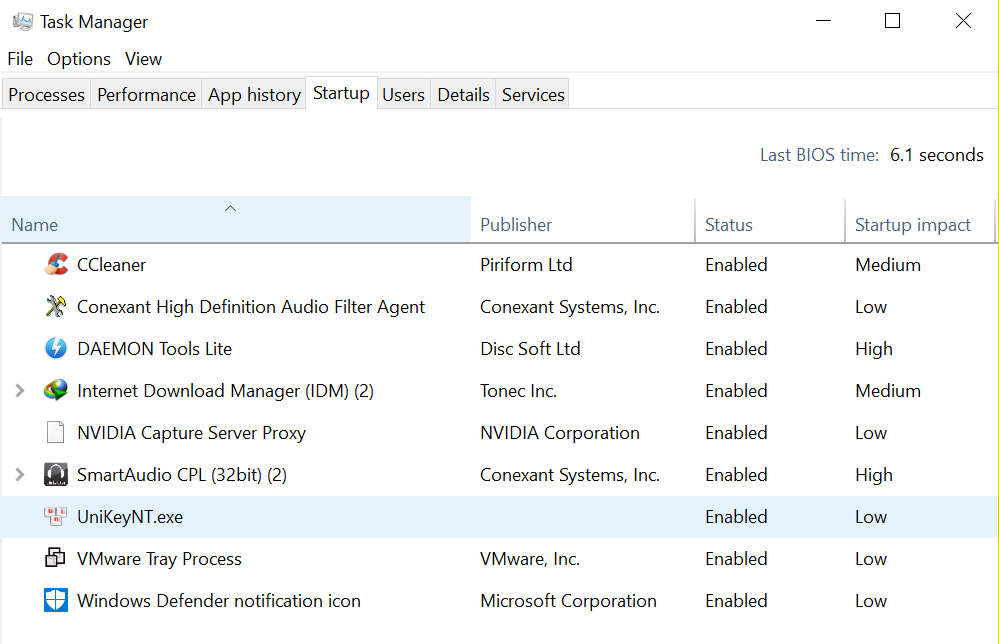 Task Manager
File Options View
Processes Performance App history Startup Users Details Services
Last BIOS time: 6.1 seconds
Name Publisher Status Startup impact
CCleaner Piriform Ltd Enabled Medium
Conexant High Definition Audio Filter Agent Conexant Systems, Inc. Enabled Low
DAEMON Tools Lite Disc Soft Ltd Enabled High
Internet Download Manager (IDM) (2) Tonec Inc. Enabled Medium
NVIDIA Capture Server Proxy NVIDIA Corporation Enabled Low
SmartAudio CPL (32bit) (2) Conexant Systems, Inc. Enabled High
UniKeyNT.exe Enabled Low
VMware Tray Process VMware, Inc. Enabled Low
Windows Defender notification icon Microsoft Corporation Enabled Low